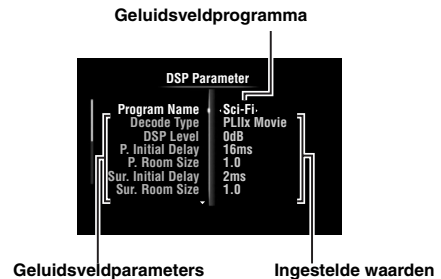 Geluidsveldprogramma
DSP Parameter
Program Name Sci-Fi
Decode Type PLIIx Movie
DSP Level 0dB
P. Initial Delay 16ms
P. Room Size 1.0
Sur. Initial Delay 2ms
Sur. Room Size 1.0
Geluidsveldparameters Ingestelde waarden